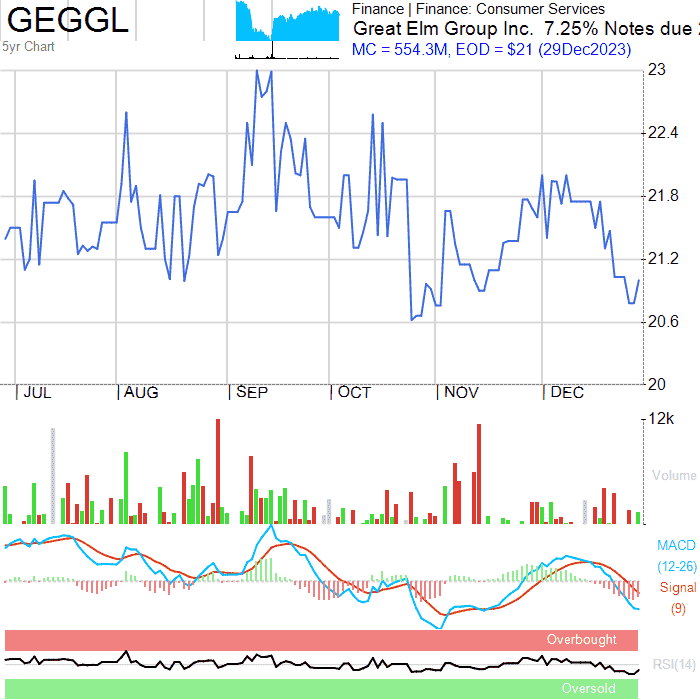 GEGGL
5yr Chart
Finance | Finance: Consumer Services
Great Elm Group Inc.  7.25% Notes due
MC = 554.3M, EOD = $21 (29Dec2023)
23
22.4
21.8
21.2
20.6
20
JUL AUG SEP OCT NOV DEC
12k
Volume
MACD
(12-26)
Signal
(9)
Overbought
RSI(14)
Oversold